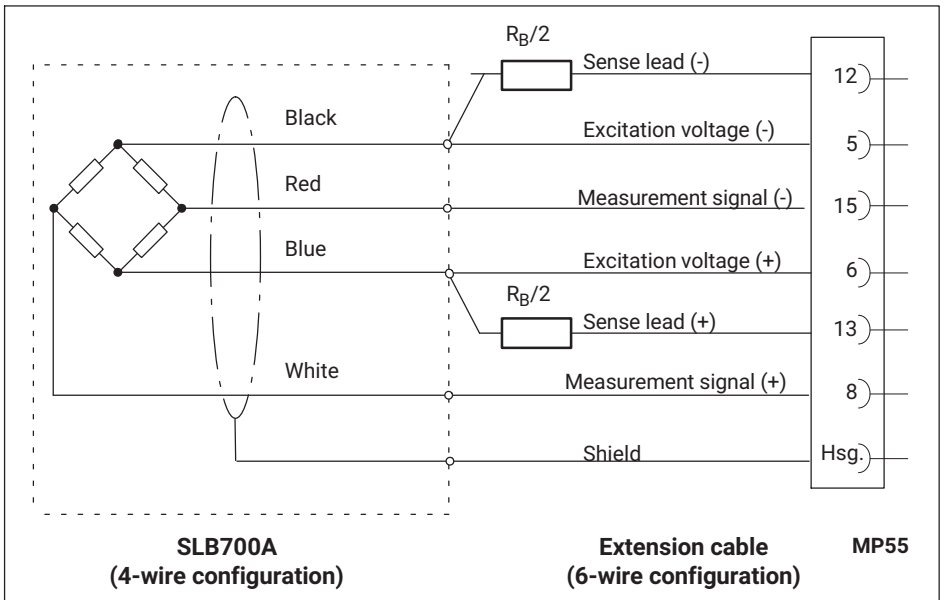 R_B/2
Sense lead (-)
12
Black
Excitation voltage (-)
5
Red
Measurement signal (-)
15
Blue
Excitation voltage (+)
6
R_B/2
Sense lead (+)
13
White
Measurement signal (+)
8
Shield
Hsg.
SLB700A
(4-wire configuration)
Extension cable
(6-wire configuration)
MP55